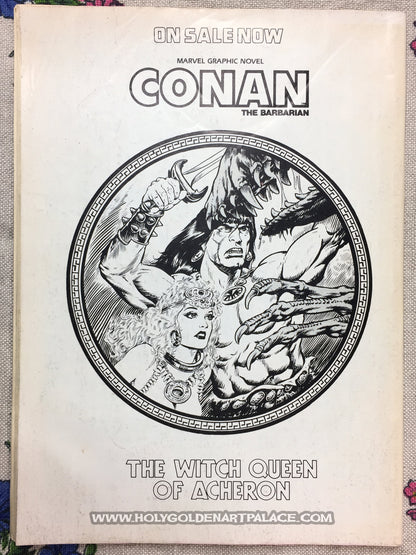 ON SALE NOW
MARVEL GRAPHIC NOVEL
CONAN
THE BARBARIAN
THE WITCH QUEEN
OF ACHERON
WWW.HOLYGOLDENARTPALACE.COM